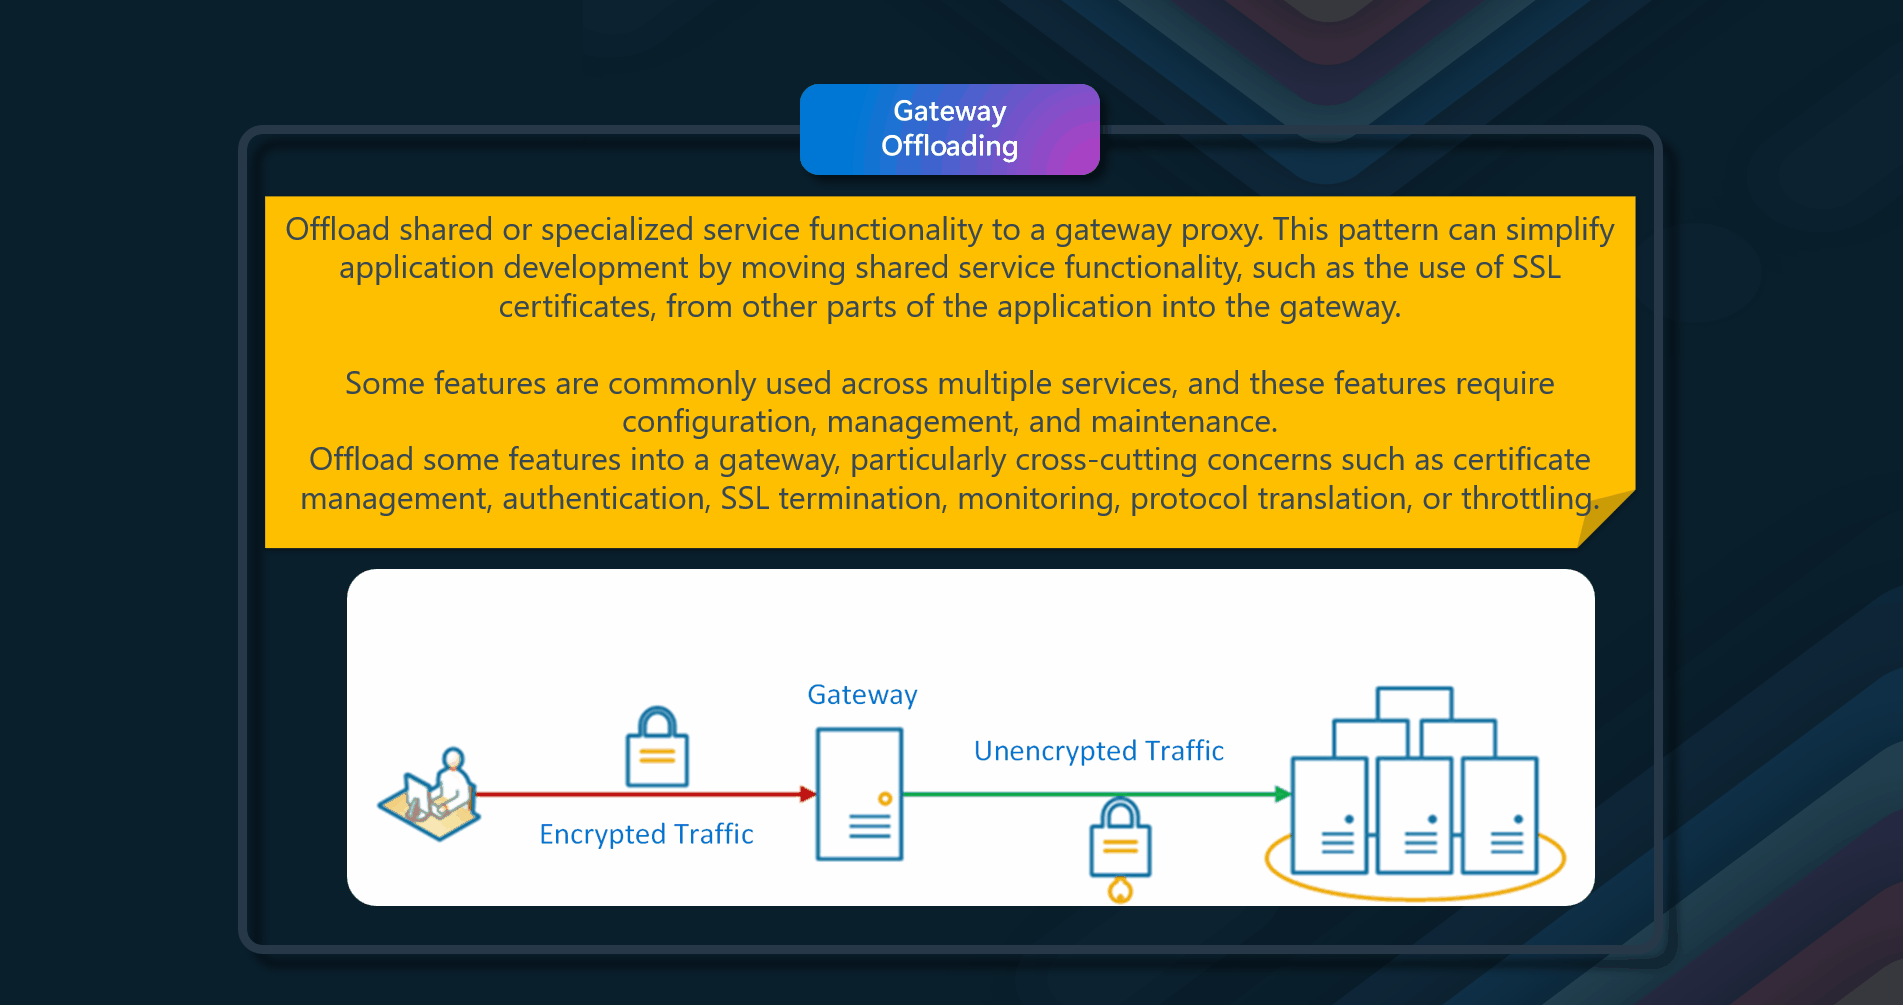 Gateway
Offloading
Offload shared or specialized service functionality to a gateway proxy. This pattern can simplify
application development by moving shared service functionality, such as the use of SSL
certificates, from other parts of the application into the gateway.
Some features are commonly used across multiple services, and these features require
configuration, management, and maintenance.
Offload some features into a gateway, particularly cross-cutting concerns such as certificate
management, authentication, SSL termination, monitoring, protocol translation, or throttling.
Gateway
Unencrypted Traffic
Encrypted Traffic